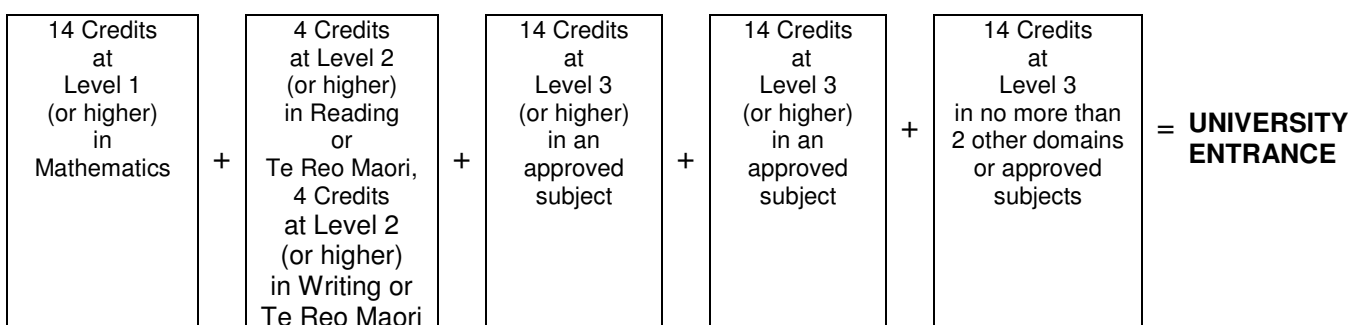 14 Credits
at
Level 1
(or higher)
in
Mathematics
+
4 Credits
at Level 2
(or higher)
in Reading
or
Te Reo Maori,
4 Credits
at Level 2
(or higher)
in Writing or
Te Reo Maori
+
14 Credits
at
Level 3
(or higher)
in an
approved
subject
+
14 Credits
at
Level 3
(or higher)
in an
approved
subject
+
14 Credits
at
Level 3
in no more than
2 other domains
or approved
subjects
= UNIVERSITY
ENTRANCE